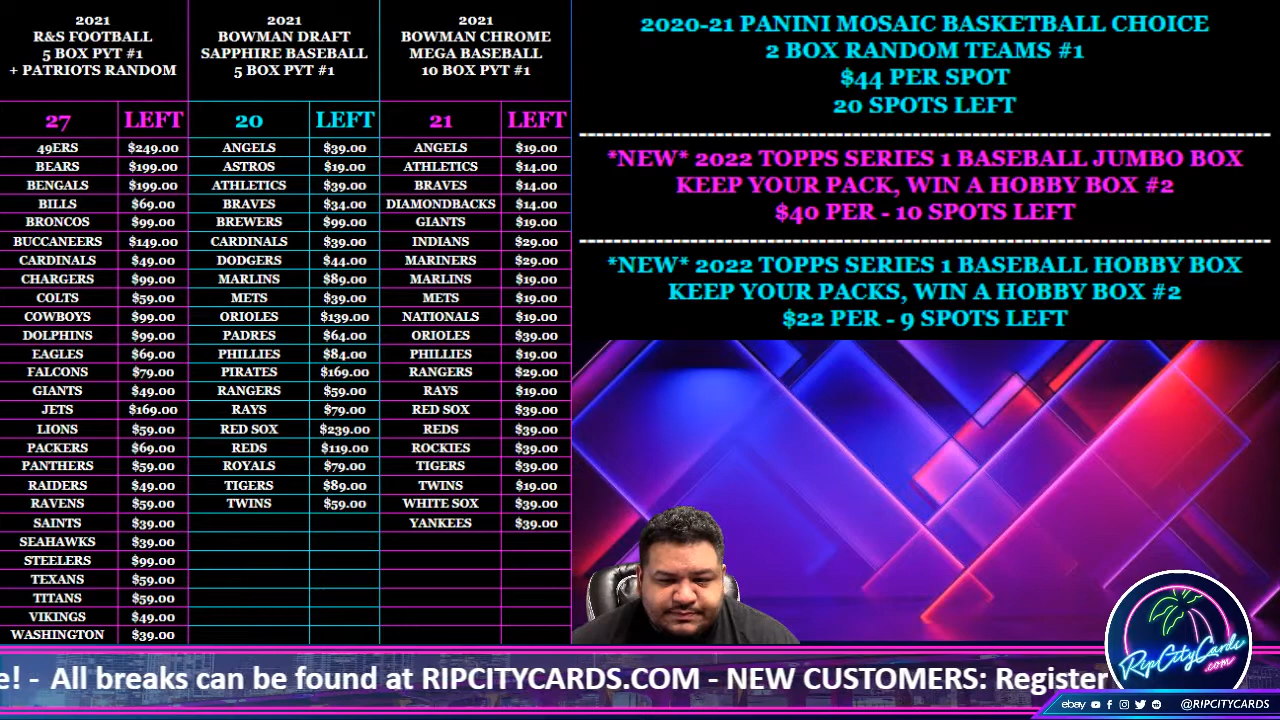 2021
R&S FOOTBALL
5 BOX PYT #1
+ PATRIOTS RANDOM
27 LEFT
49ERS $249.00
BEARS $199.00
BENGALS $199.00
BILLS $69.00
BRONCOS $99.00
BUCCANEERS $149.00
CARDINALS $49.00
CHARGERS $99.00
COLTS $59.00
COWBOYS $99.00
DOLPHINS $99.00
EAGLES $69.00
FALCONS $79.00
GIANTS $49.00
JETS $169.00
LIONS $59.00
PACKERS $69.00
PANTHERS $59.00
RAIDERS $49.00
RAVENS $59.00
SAINTS $39.00
SEAHAWKS $39.00
STEELERS $99.00
TEXANS $59.00
TITANS $59.00
VIKINGS $49.00
WASHINGTON $39.00
2021
BOWMAN DRAFT
SAPPHIRE BASEBALL
5 BOX PYT #1
20 LEFT
ANGELS $39.00
ASTROS $19.00
ATHLETICS $39.00
BRAVES $34.00
BREWERS $99.00
CARDINALS $39.00
DODGERS $44.00
MARLINS $89.00
METS $39.00
ORIOLES $139.00
PADRES $64.00
PHILLIES $84.00
PIRATES $169.00
RANGERS $59.00
RAYS $79.00
RED SOX $239.00
REDS $119.00
ROYALS $79.00
TIGERS $89.00
TWINS $59.00
2021
BOWMAN CHROME
MEGA BASEBALL
10 BOX PYT #1
21 LEFT
ANGELS $19.00
ATHLETICS $14.00
BRAVES $14.00
DIAMONDBACKS $14.00
GIANTS $19.00
INDIANS $29.00
MARINERS $29.00
MARLINS $19.00
METS $19.00
NATIONALS $19.00
ORIOLES $39.00
PHILLIES $19.00
RANGERS $29.00
RAYS $19.00
RED SOX $39.00
REDS $39.00
ROCKIES $39.00
TIGERS $39.00
TWINS $19.00
WHITE SOX $39.00
YANKEES $39.00
2020-21 PANINI MOSAIC BASKETBALL CHOICE
2 BOX RANDOM TEAMS #1
$44 PER SPOT
20 SPOTS LEFT
*NEW* 2022 TOPPS SERIES 1 BASEBALL JUMBO BOX
KEEP YOUR PACK, WIN A HOBBY BOX #2
$40 PER - 10 SPOTS LEFT
*NEW* 2022 TOPPS SERIES 1 BASEBALL HOBBY BOX
KEEP YOUR PACKS, WIN A HOBBY BOX #2
$22 PER - 9 SPOTS LEFT
e! - All breaks can be found at RIPCITYCARDS.COM - NEW CUSTOMERS: Register
RipCityCards
.com
ebay @RIPCITYCARDS